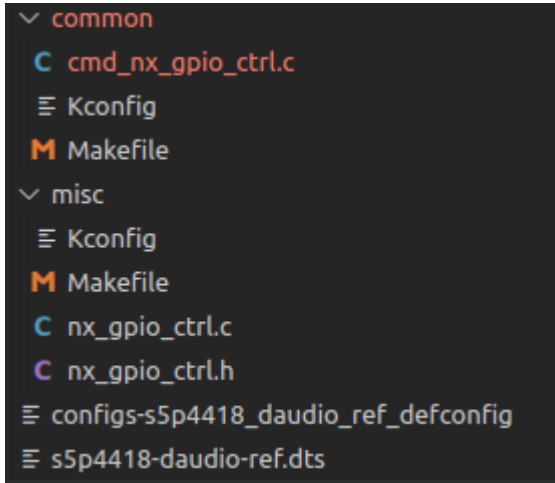 common
C cmd_nx_gpio_ctrl.c
Kconfig
M Makefile
misc
Kconfig
M Makefile
C nx_gpio_ctrl.c
C nx_gpio_ctrl.h
configs-s5p4418_daudio_ref_defconfig
s5p4418-daudio-ref.dts